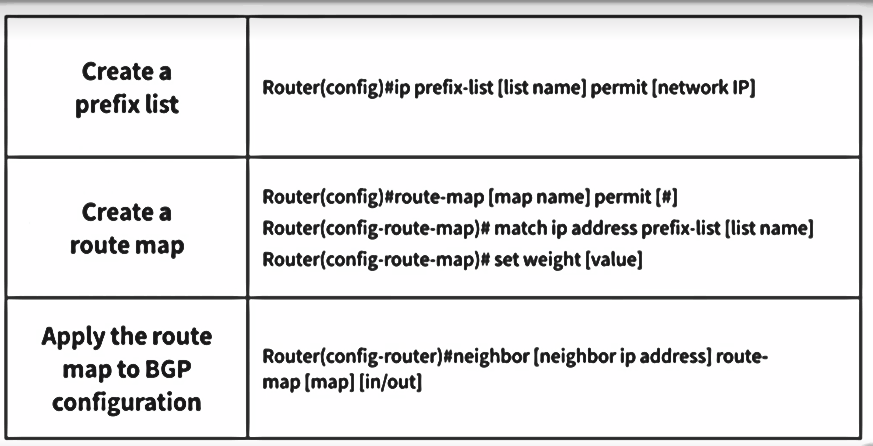 Create a
prefix list
Router(config)#ip prefix-list [list name] permit [network IP]
Create a
route map
Router(config)#route-map [map name] permit [#]
Router(config-route-map)# match ip address prefix-list [list name]
Router(config-route-map)# set weight [value]
Apply the route
map to BGP
configuration
Router(config-router)#neighbor [neighbor ip address] route-
map [map] [in/out]